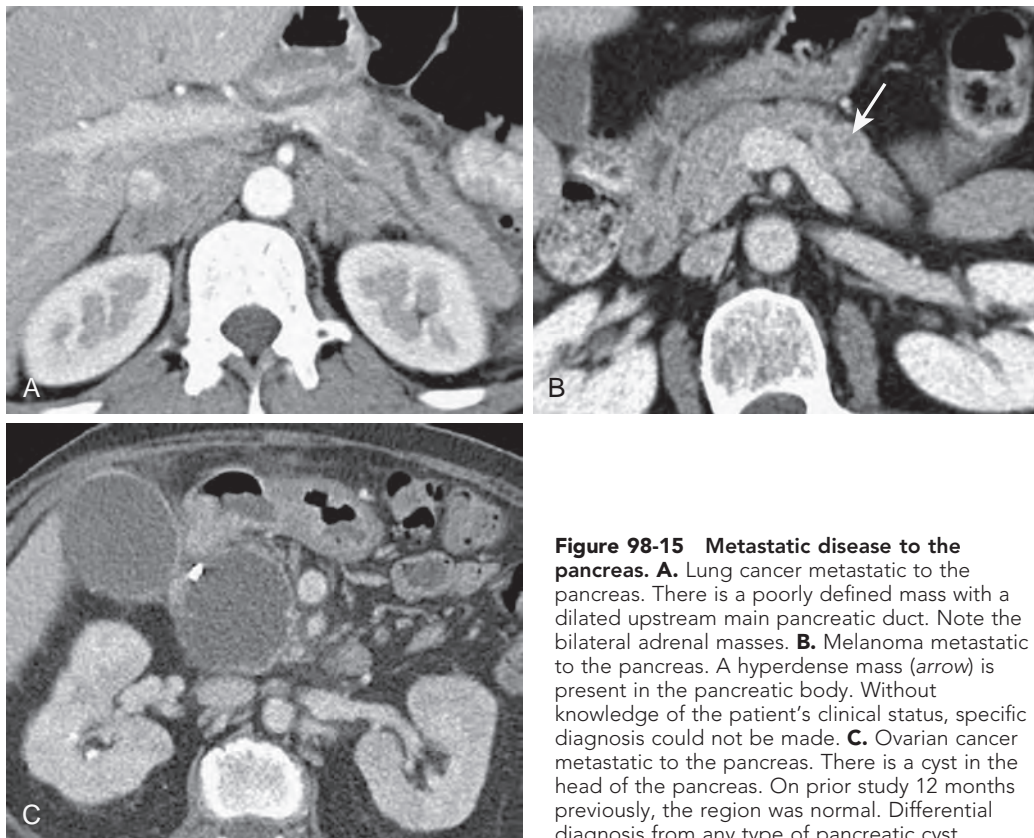 A
B
C
Figure 98-15 Metastatic disease to the
pancreas. A. Lung cancer metastatic to the
pancreas. There is a poorly defined mass with a
dilated upstream main pancreatic duct. Note the
bilateral adrenal masses. B. Melanoma metastatic
to the pancreas. A hyperdense mass (arrow) is
present in the pancreatic body. Without
knowledge of the patient's clinical status, specific
diagnosis could not be made. C. Ovarian cancer
metastatic to the pancreas. There is a cyst in the
head of the pancreas. On prior study 12 months
previously, the region was normal. Differential
diagnosis from any type of pancreatic cyst